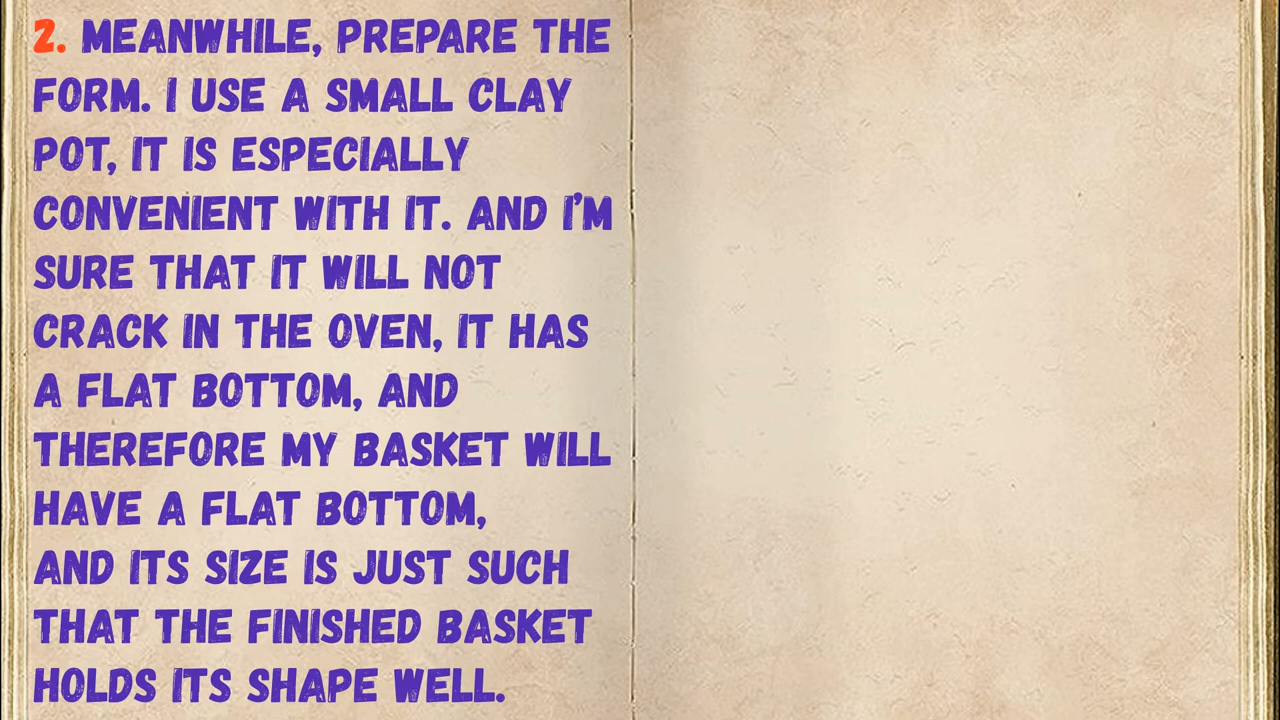 2. MEANWHILE, PREPARE THE
FORM. I USE A SMALL CLAY
POT, IT IS ESPECIALLY
CONVENIENT WITH IT. AND I'M
SURE THAT IT WILL NOT
CRACK IN THE OVEN, IT HAS
A FLAT BOTTOM, AND
THEREFORE MY BASKET WILL
HAVE A FLAT BOTTOM,
AND ITS SIZE IS JUST SUCH
THAT THE FINISHED BASKET
HOLDS ITS SHAPE WELL.